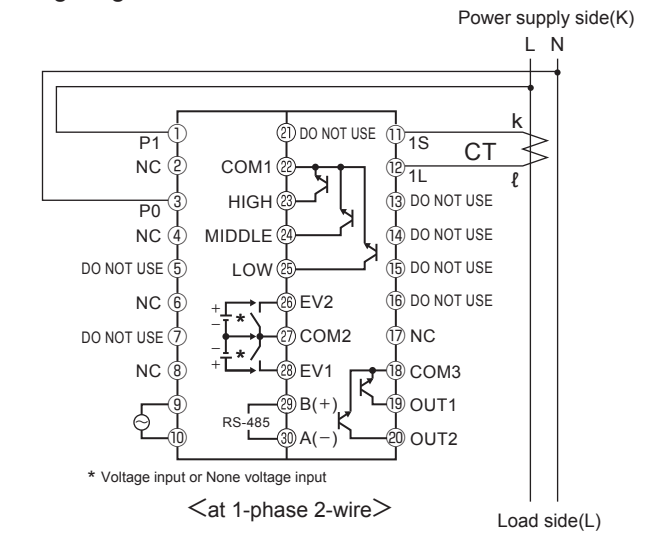 Power supply side(K)
L N
① P1 ㉑ DO NOT USE ⑪ 1S k
NC ② COM1 ㉒ ⑫ 1L CT ℓ
③ P0 HIGH ㉓ ⑬ DO NOT USE
NC ④ MIDDLE ㉔ ⑭ DO NOT USE
DO NOT USE ⑤ LOW ㉕ ⑮ DO NOT USE
NC ⑥ + − * ㉖ EV2 ⑯ DO NOT USE
DO NOT USE ⑦ ㉗ COM2 ⑰ NC
NC ⑧ − + * ㉘ EV1 ⑱ COM3
⑨ RS-485 ㉙ B(+) ⑲ OUT1
⑩ ㉚ A(−) ⑳ OUT2
* Voltage input or None voltage input
<at 1-phase 2-wire>
Load side(L)